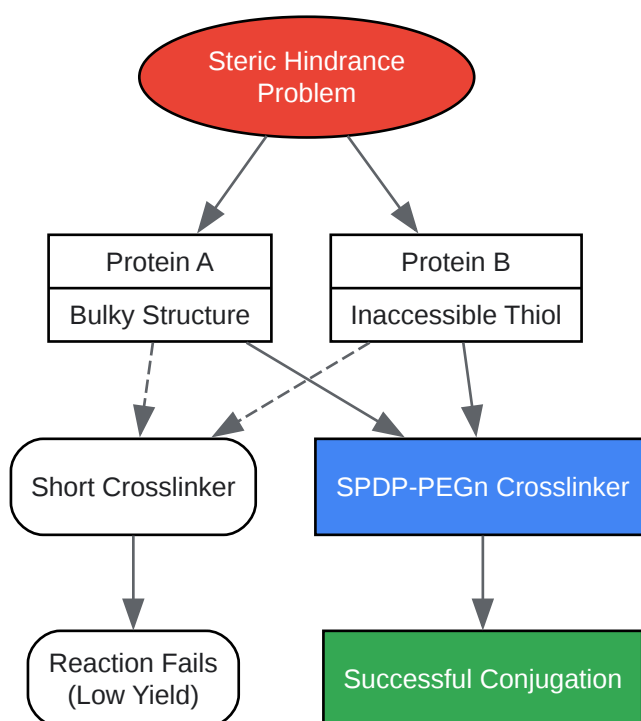 Steric Hindrance
Problem
Protein A
Protein B
Bulky Structure
Inaccessible Thiol
Short Crosslinker
SPDP-PEGn Crosslinker
Reaction Fails
(Low Yield)
Successful Conjugation